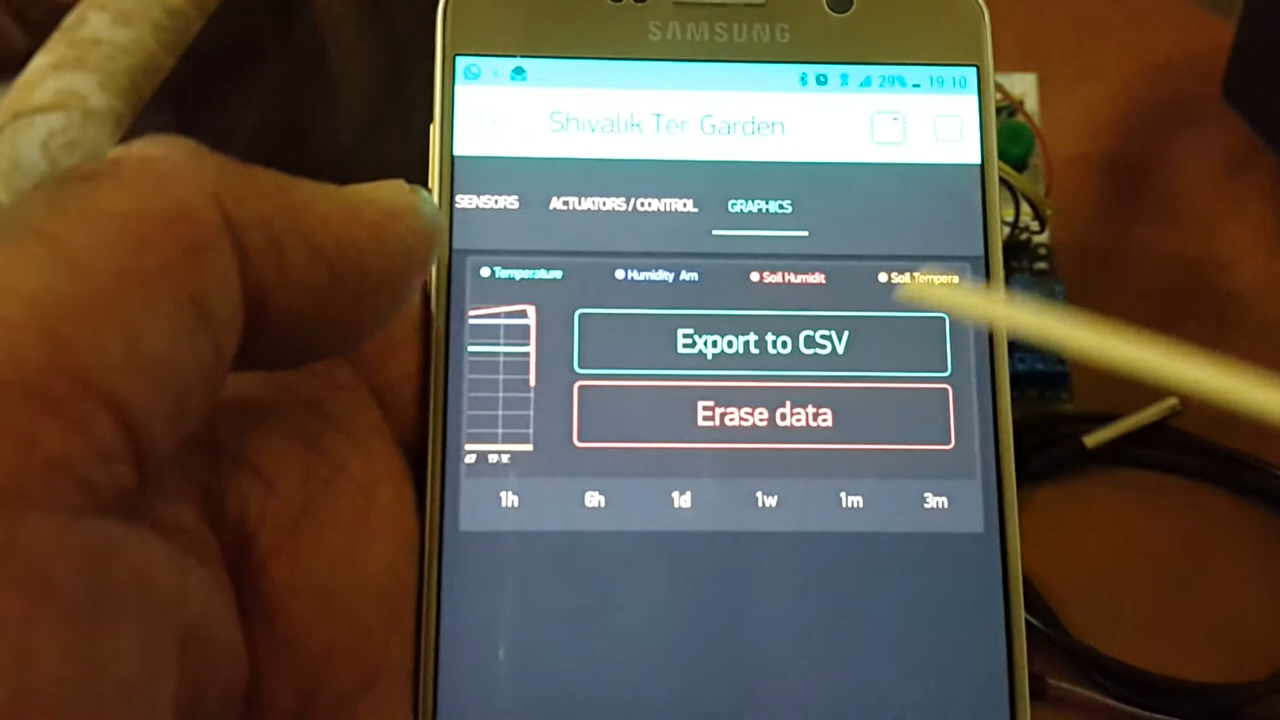 SAMSUNG
29% 19:10
Shivalik Ter Garden
SENSORS ACTUATORS / CONTROL GRAPHICS
Temperature Humidity Am Soil Humidit Soil Tempera
Export to CSV
Erase data
1h 6h 1d 1w 1m 3m